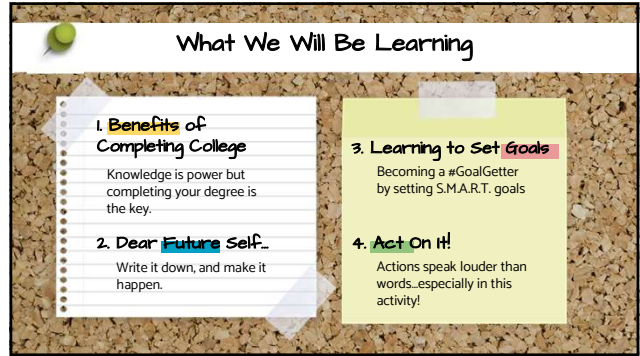 What We Will Be Learning
1. Benefits of
Completing College
Knowledge is power but
completing your degree is
the key.
2. Dear Future Self...
Write it down, and make it
happen.
3. Learning to Set Goals
Becoming a #GoalGetter
by setting S.M.A.R.T. goals
4. Act On It!
Actions speak louder than
words...especially in this
activity!